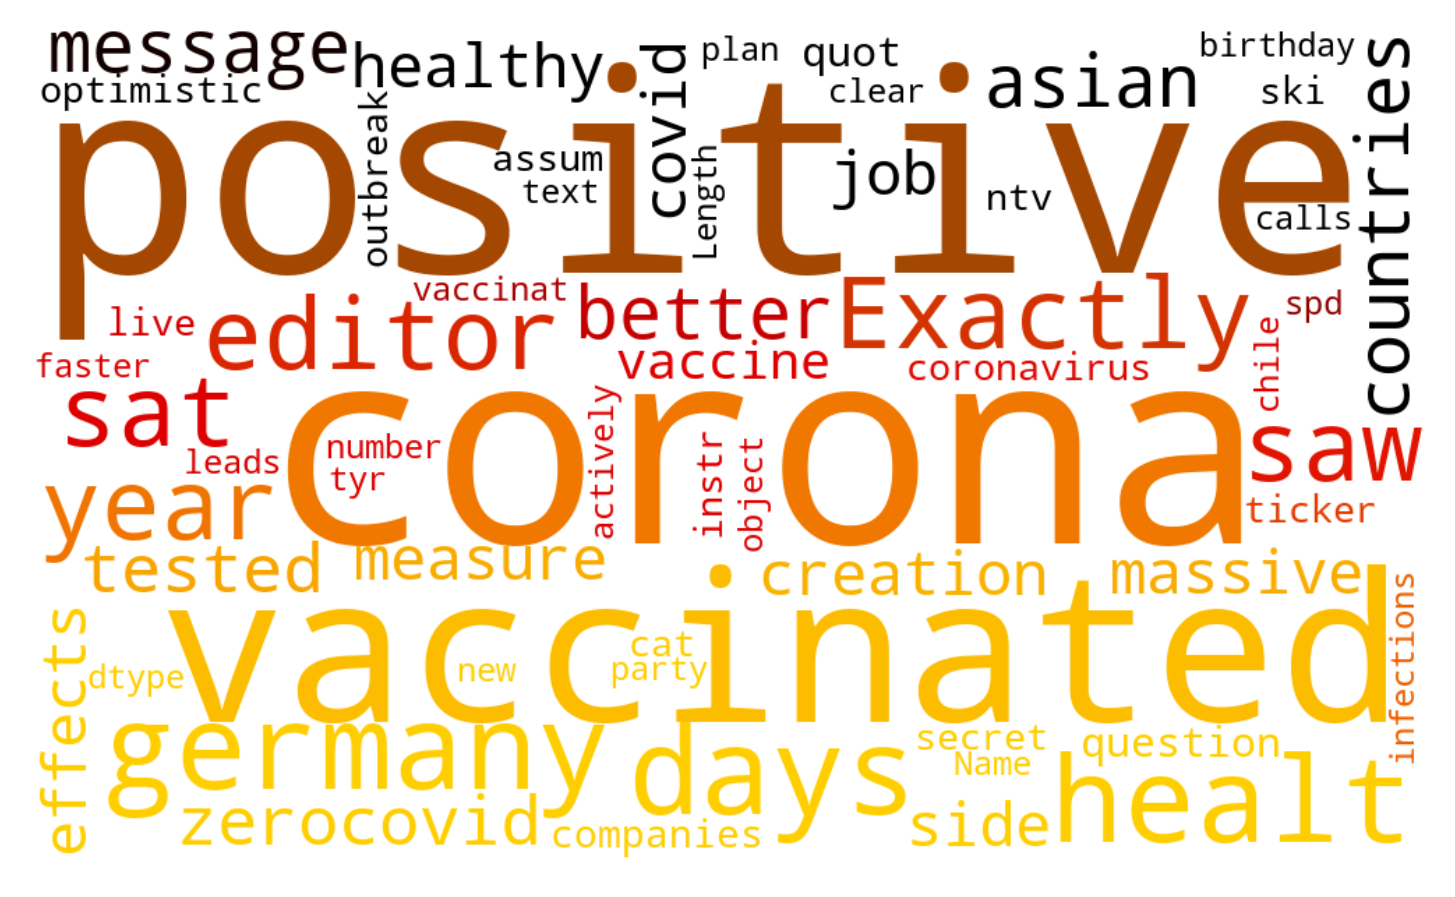 message
healthy
covid
plan
quot
birthday
countries
optimistic
outbreak
clear
asian
ski
positive
assum
text
Length
job
ntv
calls
vaccinat
better
Exactly
spd
live
editor
faster
vaccine
coronavirus
chile
sat
corona
saw
leads
number
tyr
actively
instr
object
year
ticker
tested
measure
creation
massive
infections
effects
vaccinated
dtype
new
cat
party
germany
days
secret
Name
question
healt
zerocovid
companies
side